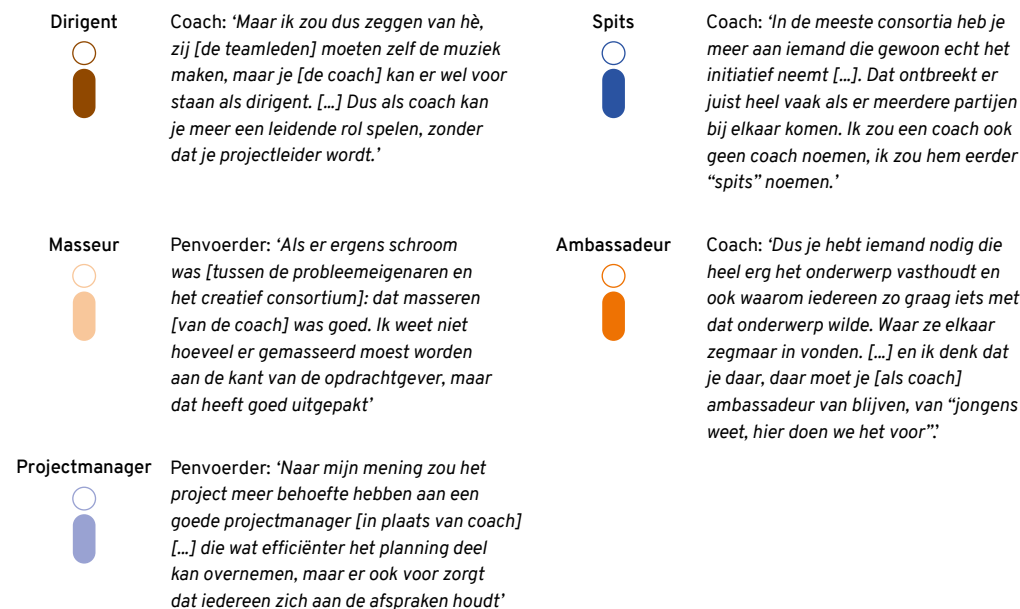 Dirigent
Coach: ‘Maar ik zou dus zeggen van hè,
zij [de teamleden] moeten zelf de muziek
maken, maar je [de coach] kan er wel voor
staan als dirigent. [...] Dus als coach kan
je meer een leidende rol spelen, zonder
dat je projectleider wordt.’
Spits
Coach: ‘In de meeste consortia heb je
meer aan iemand die gewoon echt het
initiatief neemt [...]. Dat ontbreekt er
juist heel vaak als er meerdere partijen
bij elkaar komen. Ik zou een coach ook
geen coach noemen, ik zou hem eerder
“spits” noemen.’
Masseur
Penvoerder: ‘Als er ergens schroom
was [tussen de probleemeigenaren en
het creatief consortium]: dat masseren
[van de coach] was goed. Ik weet niet
hoeveel er gemasseerd moest worden
aan de kant van de opdrachtgever, maar
dat heeft goed uitgepakt’
Ambassadeur
Coach: ‘Dus je hebt iemand nodig die
heel erg het onderwerp vasthoudt en
ook waarom iedereen zo graag iets met
dat onderwerp wilde. Waar ze elkaar
zegmaar in vonden. [...] en ik denk dat
je daar, daar moet je [als coach]
ambassadeur van blijven, van “jongens
weet, hier doen we het voor”.’
Projectmanager
Penvoerder: ‘Naar mijn mening zou het
project meer behoefte hebben aan een
goede projectmanager [in plaats van coach]
[...] die wat efficiënter het planning deel
kan overnemen, maar er ook voor zorgt
dat iedereen zich aan de afspraken houdt’